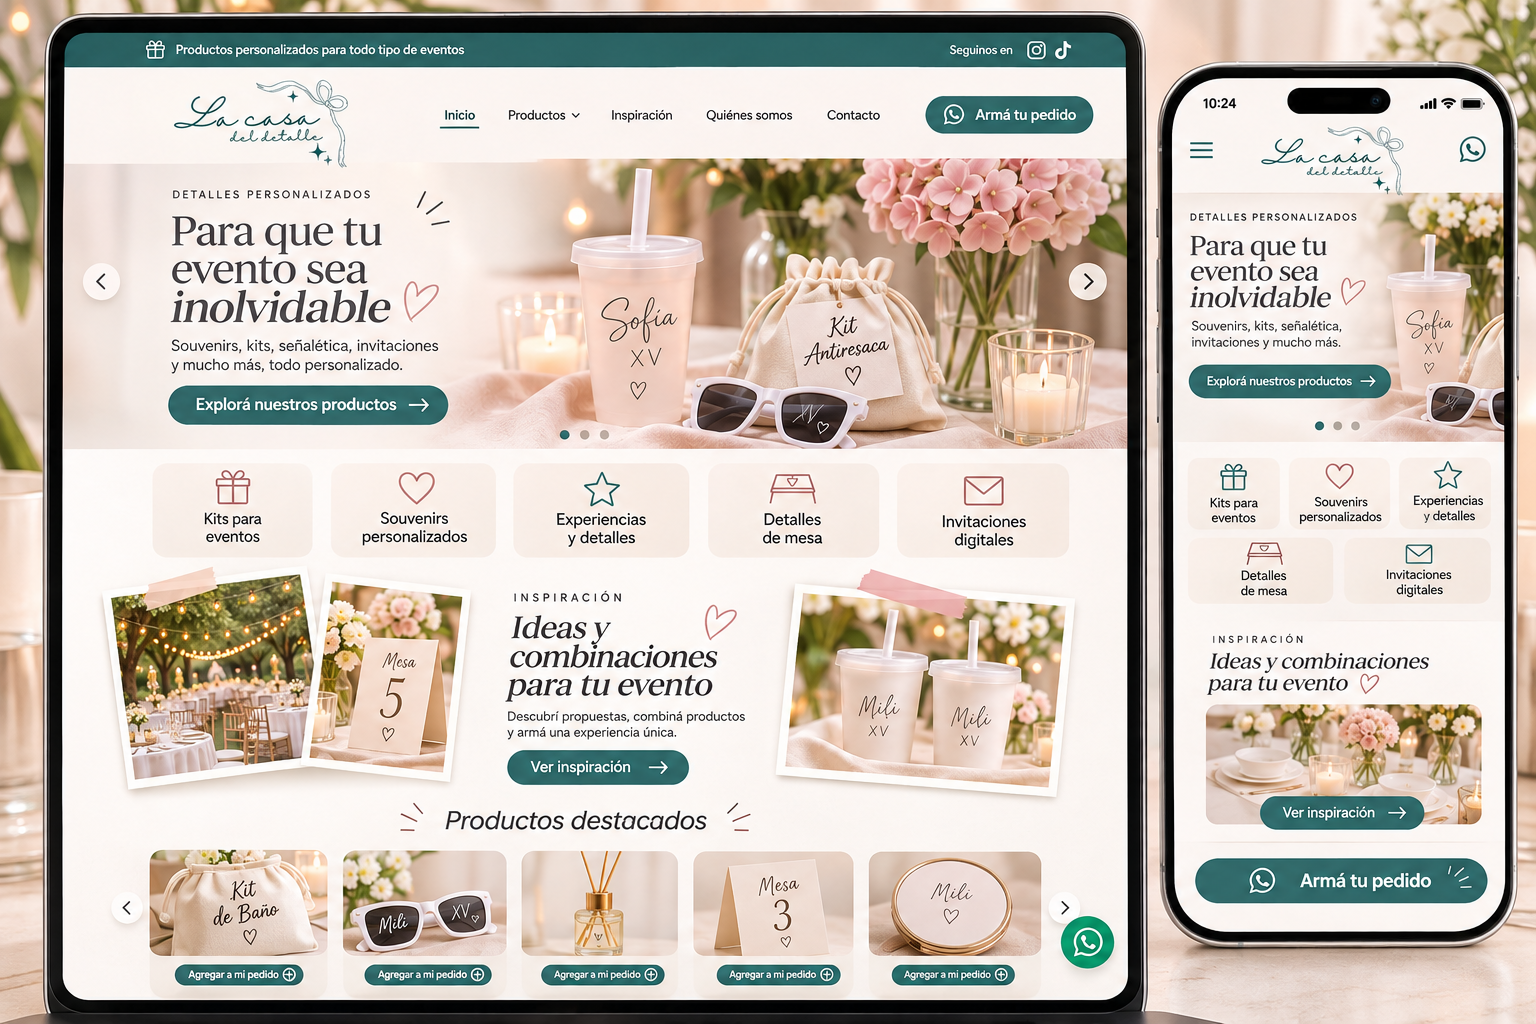 Productos personalizados para todo tipo de eventos
Seguinos en
La casa
del detalle
Inicio
Productos
Inspiración
Quiénes somos
Contacto
Armá tu pedido
DETALLES PERSONALIZADOS
Para que tu
evento sea
inolvidable
Souvenirs, kits, señalética, invitaciones
y mucho más, todo personalizado.
Explorá nuestros productos
Sofía
XV
Kit
Antiresaca
XV
Kits para
eventos
Souvenirs
personalizados
Experiencias
y detalles
Detalles
de mesa
Invitaciones
digitales
Mesa
5
INSPIRACIÓN
Ideas y
combinaciones
para tu evento
Descubrí propuestas, combiná productos
y armá una experiencia única.
Ver inspiración
Mili
XV
Mili
XV
Productos destacados
Kit
de Baño
Mili
XV
Mesa
3
Mili
Agregar a mi pedido
Agregar a mi pedido
Agregar a mi pedido
Agregar a mi pedido
Agregar a mi pedido
10:24
La casa
del detalle
DETALLES PERSONALIZADOS
Para que tu
evento sea
inolvidable
Souvenirs, kits, señalética,
invitaciones y mucho más.
Explorá nuestros productos
Sofía
XV
Kits para
eventos
Souvenirs
personalizados
Experiencias
y detalles
Detalles
de mesa
Invitaciones
digitales
INSPIRACIÓN
Ideas y combinaciones
para tu evento
Ver inspiración
Armá tu pedido